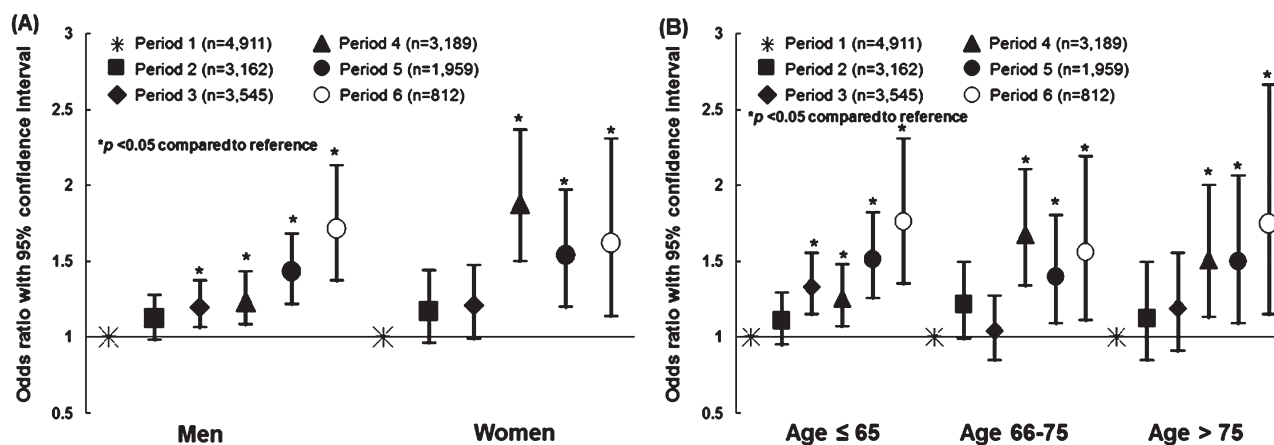 (A)
Odds ratio with 95% confidence interval
3
2.5
2
1.5
1
0.5
Period 1 (n=4,911)
Period 2 (n=3,162)
Period 3 (n=3,545)
Period 4 (n=3,189)
Period 5 (n=1,959)
Period 6 (n=812)
*p <0.05 compared to reference
*
*
*
*
*
*
*
Men
Women
(B)
Odds ratio with 95% confidence interval
3
2.5
2
1.5
1
0.5
Period 1 (n=4,911)
Period 2 (n=3,162)
Period 3 (n=3,545)
Period 4 (n=3,189)
Period 5 (n=1,959)
Period 6 (n=812)
*p <0.05 compared to reference
*
*
*
*
*
*
*
*
*
*
Age ≤ 65
Age 66-75
Age > 75